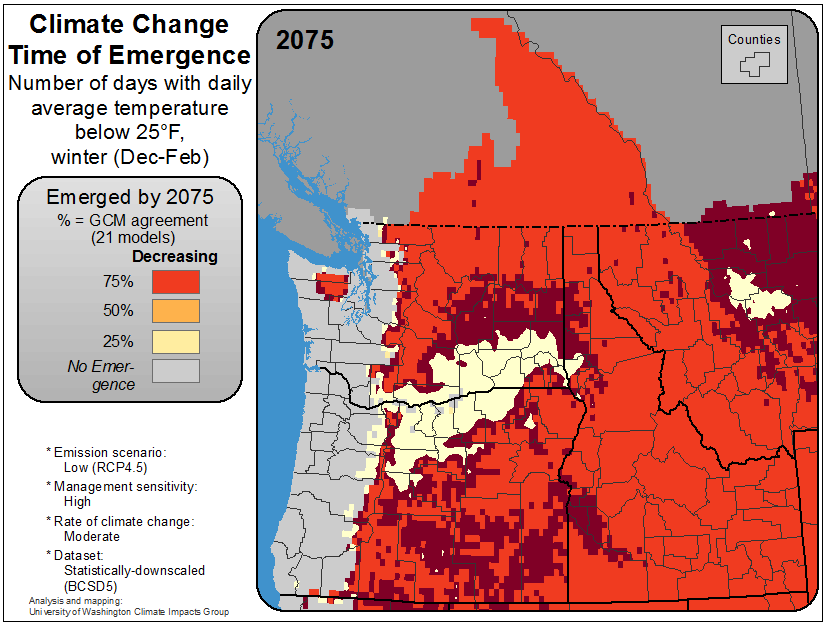 Climate Change
Time of Emergence
Number of days with daily
average temperature
below 25°F,
winter (Dec-Feb)
Emerged by 2075
% = GCM agreement
(21 models)
Decreasing
75%
50%
25%
No Emer-
gence
* Emission scenario:
Low (RCP4.5)
* Management sensitivity:
High
* Rate of climate change:
Moderate
* Dataset:
Statistically-downscaled
(BCSD5)
Analysis and mapping:
University of Washington Climate Impacts Group
2075
Counties